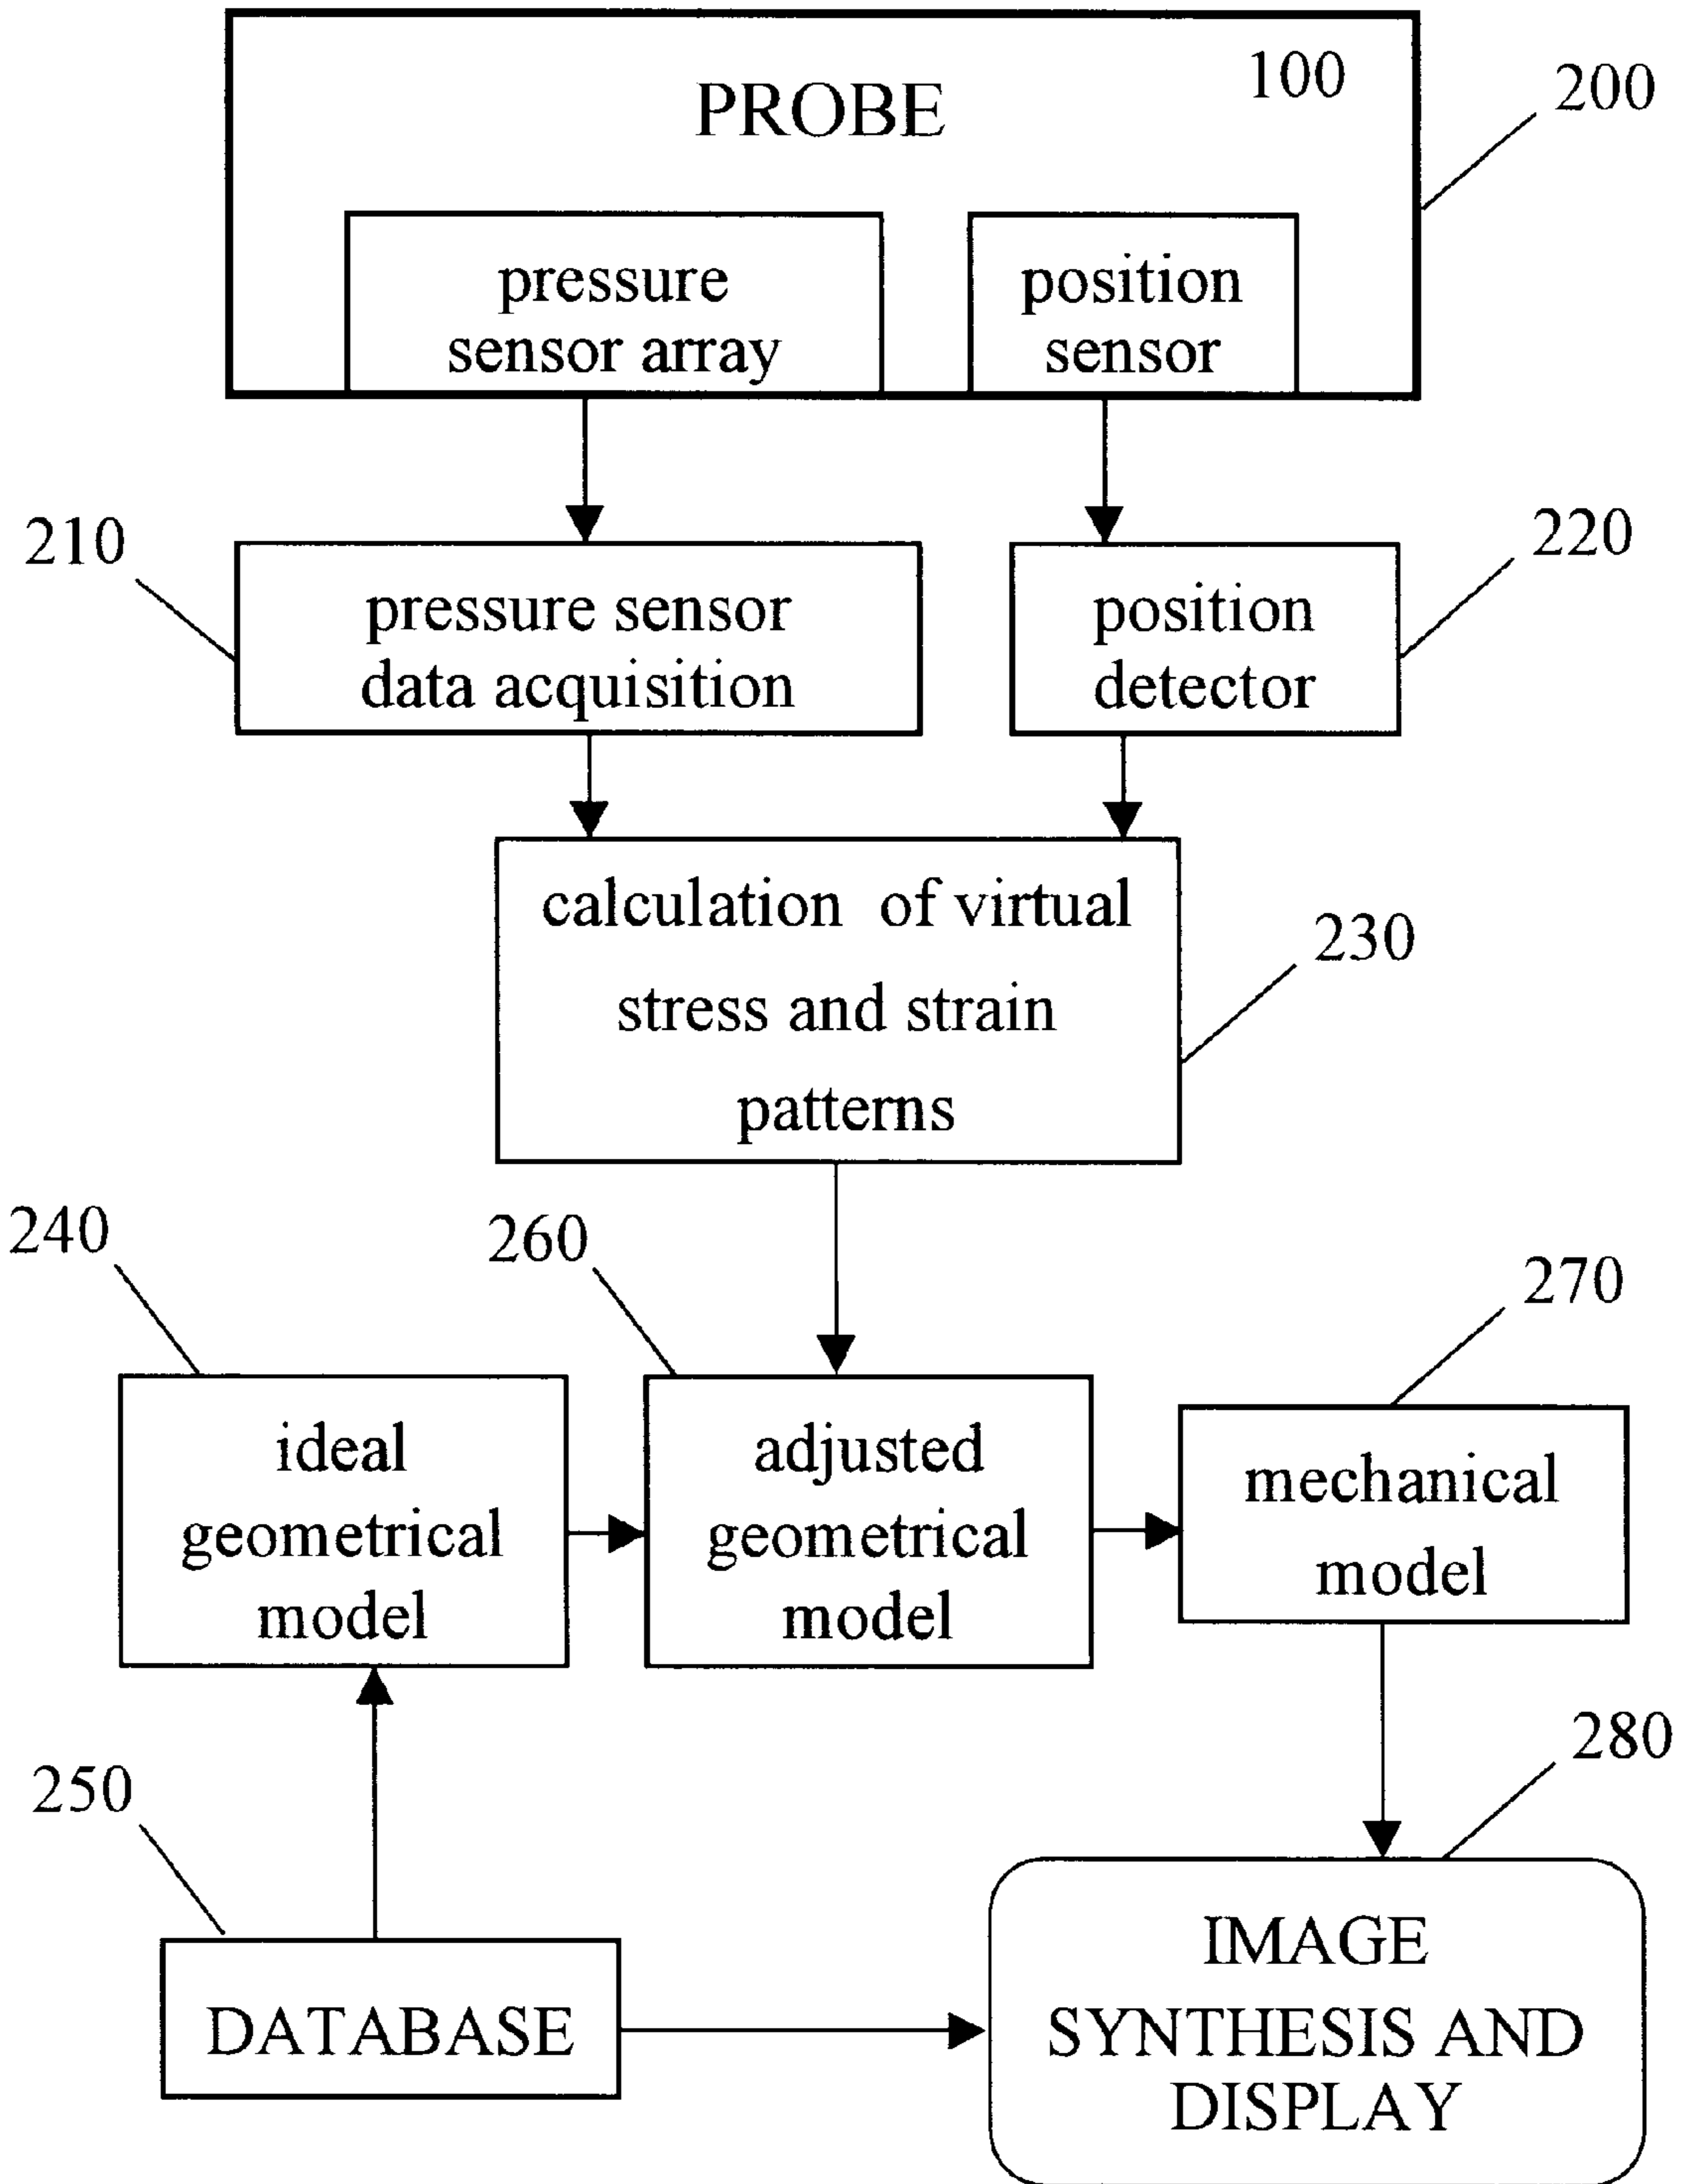 100
PROBE
200
pressure
sensor array
position
sensor
210
pressure sensor
data acquisition
220
position
detector
calculation of virtual
stress and strain
patterns
230
240
ideal
geometrical
model
260
adjusted
geometrical
model
270
mechanical
model
250
DATABASE
280
IMAGE
SYNTHESIS AND
DISPLAY